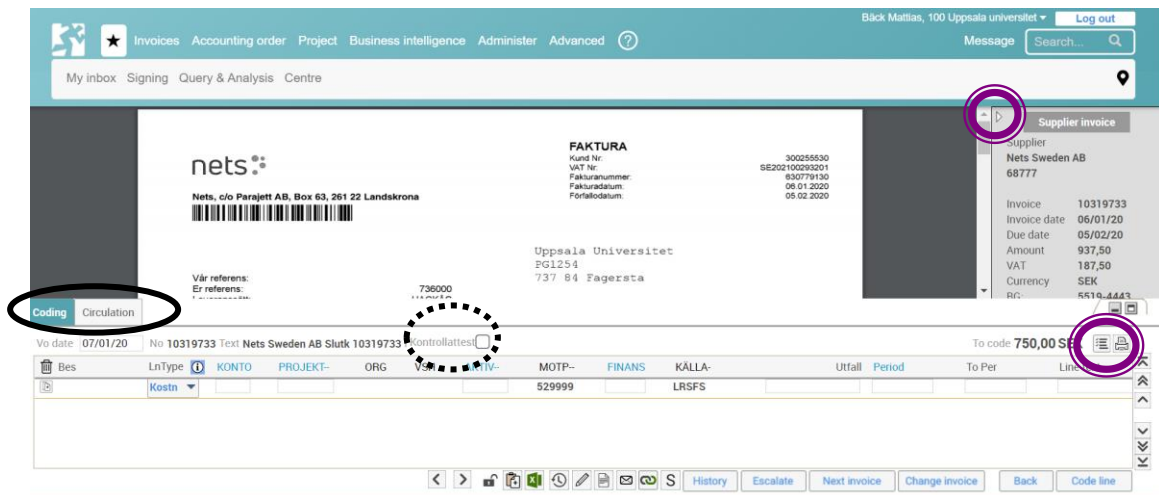 Bäck Mattias, 100 Uppsala universitet Log out
Invoices Accounting order Project Business intelligence Administer Advanced ? Message Search...
My inbox Signing Query & Analysis Centre
Supplier invoice
Supplier
Nets Sweden AB
68777
Invoice 10319733
Invoice date 06/01/20
Due date 05/02/20
Amount 937,50
VAT 187,50
Currency SEK
BG: 5519-4443
nets
Nets, c/o Parajett AB, Box 63, 261 22 Landskrona
FAKTURA
Kund Nr: 300255530
VAT Nr: SE202100293201
Fakturanummer: 630779130
Fakturadatum: 06.01.2020
Förfallodatum: 05.02.2020
Uppsala Universitet
PG1254
737 84 Fagersta
Vår referens:
Er referens: 736000
Coding Circulation
Vo date 07/01/20 No 10319733 Text Nets Sweden AB Slutk 10319733 Kontrollattest To code 750,00
Bes LnType KONTO PROJEKT-- ORG MOTP-- FINANS KÄLLA- Utfall Period To Per
Kostn 529999 LRSFS
S History Escalate Next invoice Change invoice Back Code line